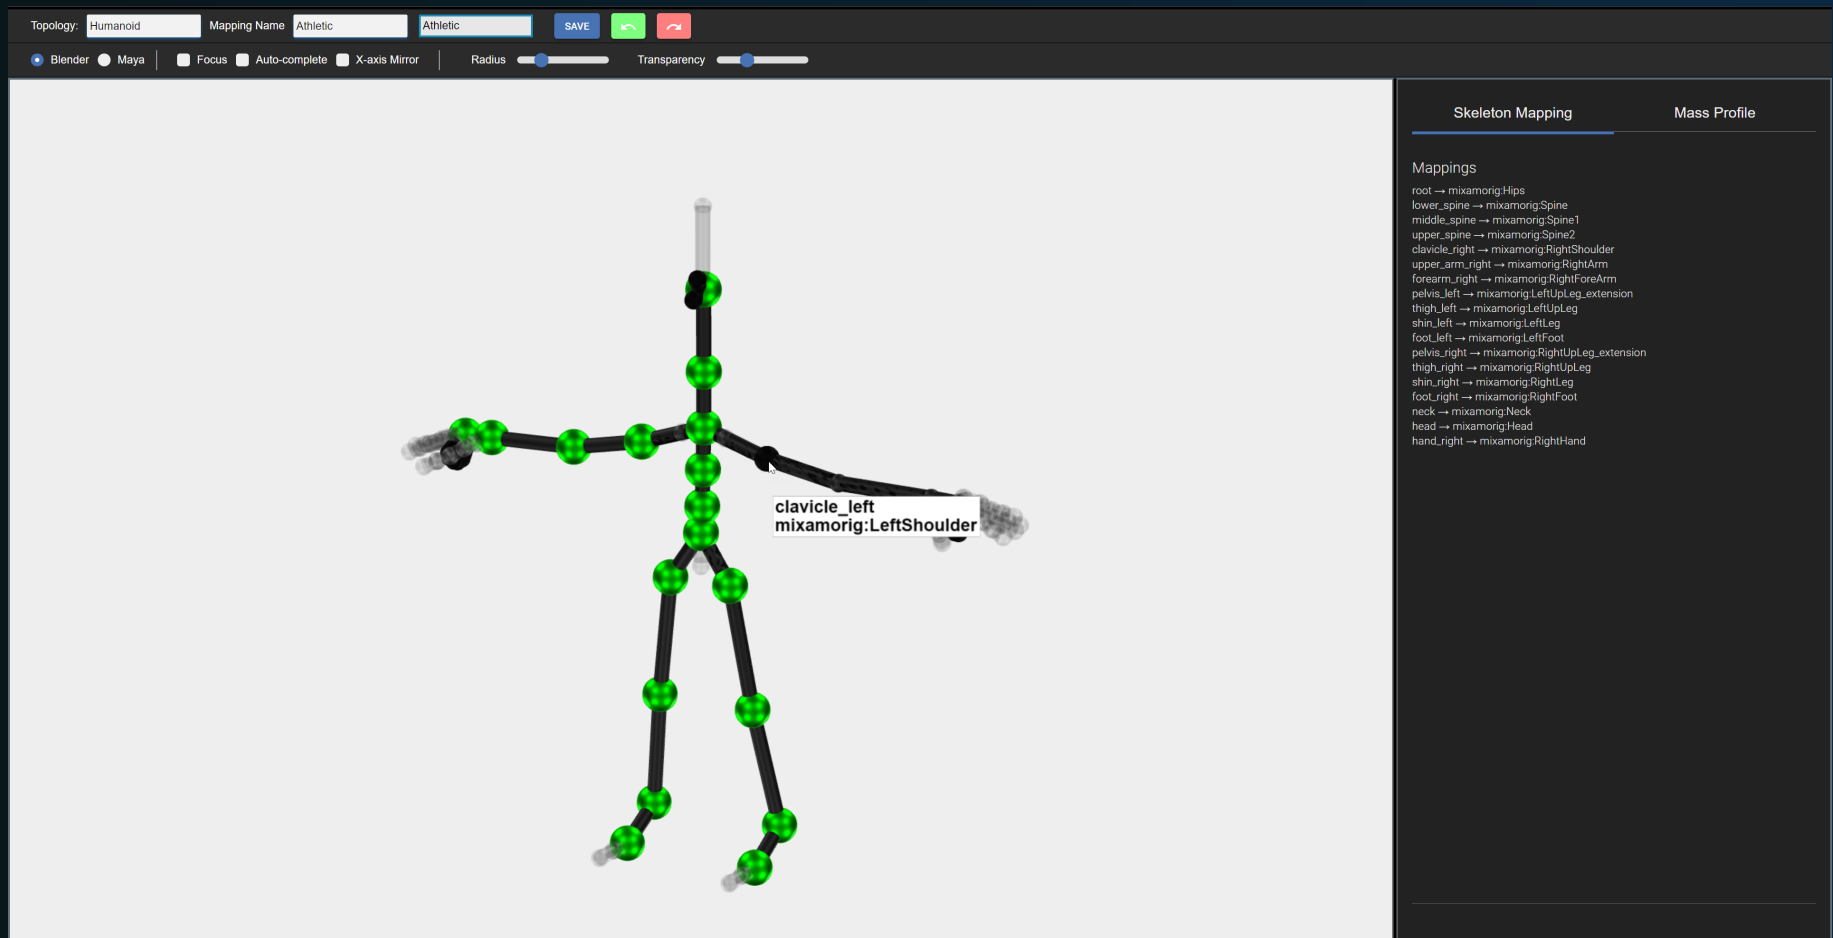 Topology: Humanoid Mapping Name Athletic Athletic SAVE
Blender Maya Focus Auto-complete X-axis Mirror Radius Transparency
Skeleton Mapping Mass Profile
Mappings
root → mixamorig:Hips
lower_spine → mixamorig:Spine
middle_spine → mixamorig:Spine1
upper_spine → mixamorig:Spine2
clavicle_right → mixamorig:RightShoulder
upper_arm_right → mixamorig:RightArm
forearm_right → mixamorig:RightForeArm
pelvis_left → mixamorig:LeftUpLeg_extension
thigh_left → mixamorig:LeftUpLeg
shin_left → mixamorig:LeftLeg
foot_left → mixamorig:LeftFoot
pelvis_right → mixamorig:RightUpLeg_extension
thigh_right → mixamorig:RightUpLeg
shin_right → mixamorig:RightLeg
foot_right → mixamorig:RightFoot
neck → mixamorig:Neck
head → mixamorig:Head
hand_right → mixamorig:RightHand
clavicle_left
mixamorig:LeftShoulder